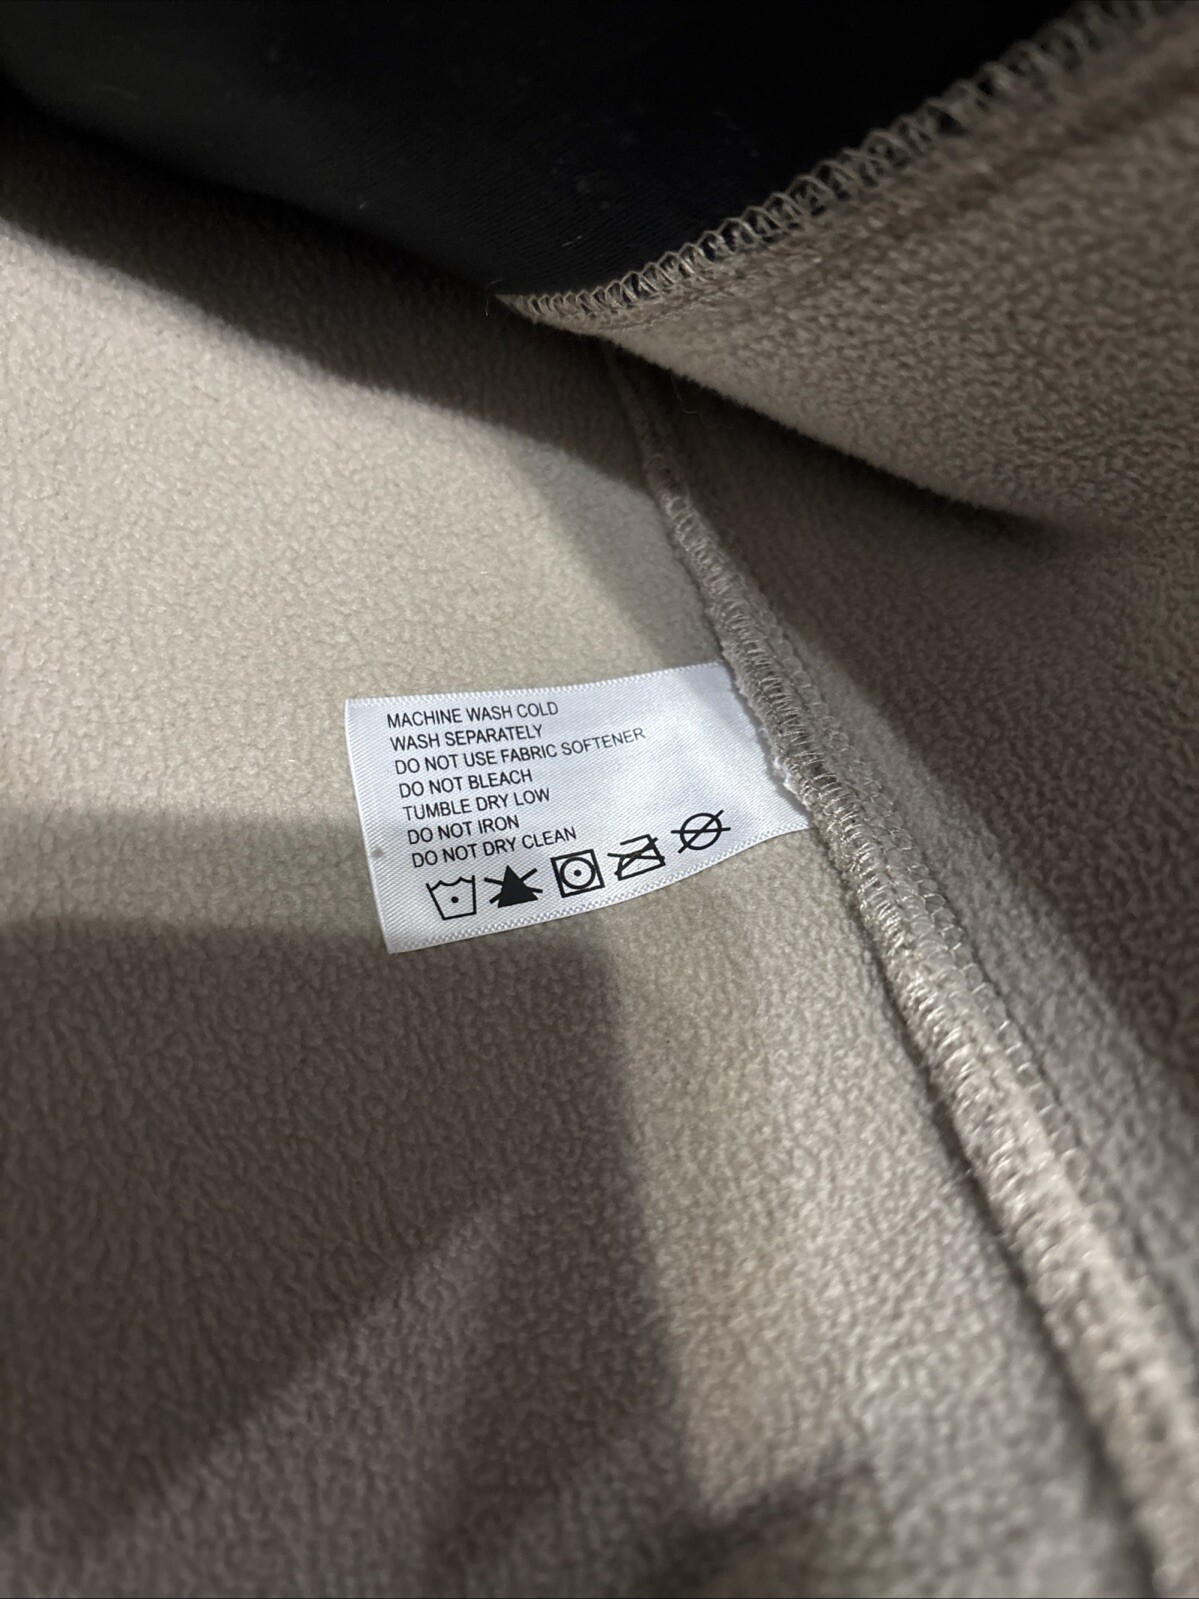 MACHINE WASH COLD
WASH SEPARATELY
DO NOT USE FABRIC SOFTENER
DO NOT BLEACH
TUMBLE DRY LOW
DO NOT IRON
DO NOT DRY CLEAN